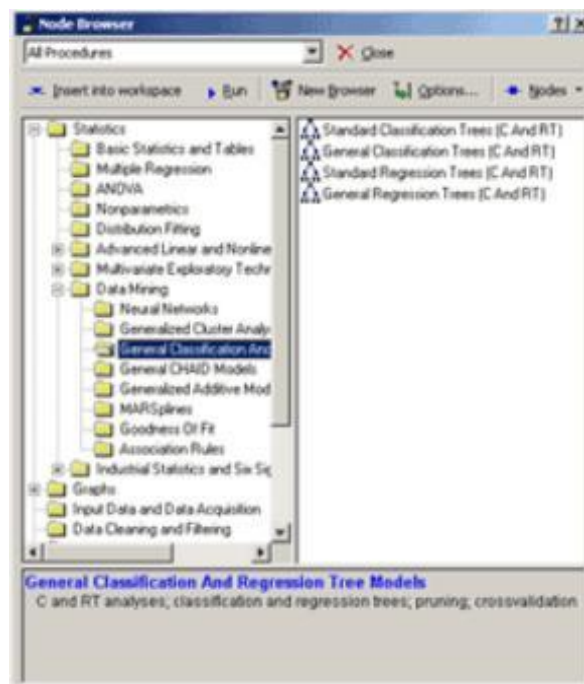 Node Browser
All Procedures
Close
Insert into workspace
Run
New Browser
Options...
Nodes
Statistics
Basic Statistics and Tables
Multiple Regression
ANOVA
Nonparametrics
Distribution Fitting
Advanced Linear and Nonline
Multivariate Exploratory Techr
Data Mining
Neural Networks
Generalized Cluster Analy
General Classification And
General CHAID Models
Generalized Additive Mod
MARSplines
Goodness Of Fit
Association Rules
Industrial Statistics and Six Sig
Graphs
Input Data and Data Acquisition
Data Cleaning and Filtering
Standard Classification Trees (C And RT)
General Classification Trees (C And RT)
Standard Regression Trees (C And RT)
General Regression Trees (C And RT)
General Classification And Regression Tree Models
C and RT analyses; classification and regression trees; pruning; crossvalidation